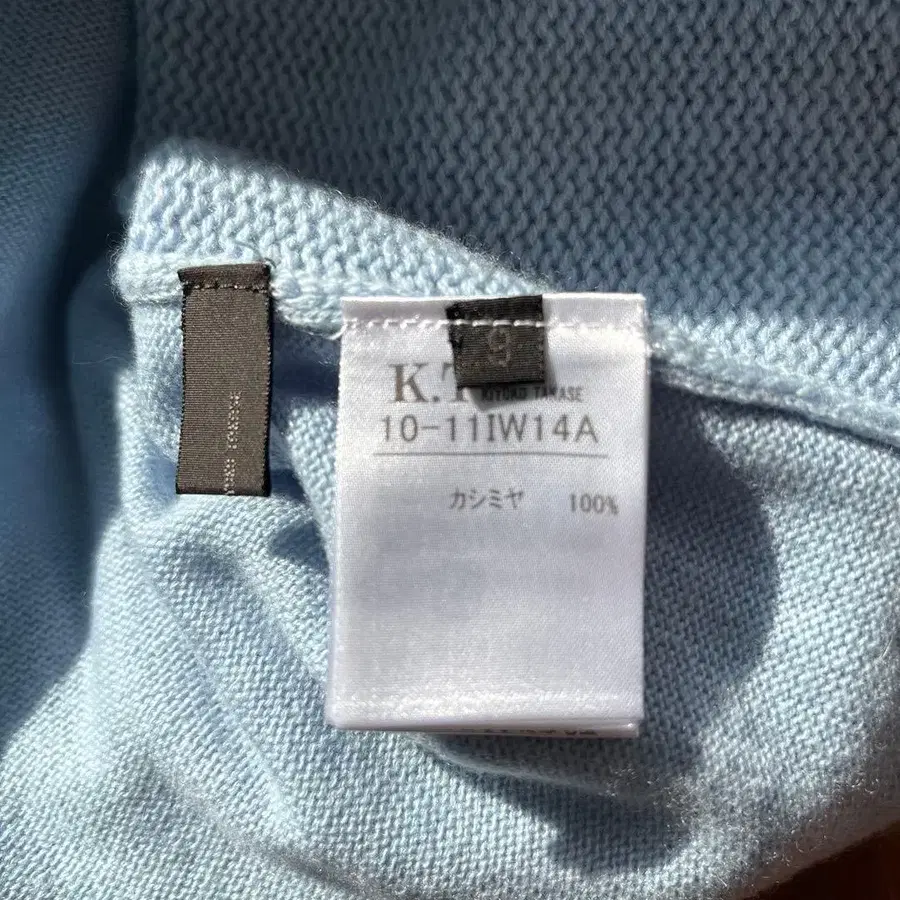 9
K.T
KIYOKO TAKASE
10-11IW14A
カシミヤ 100%